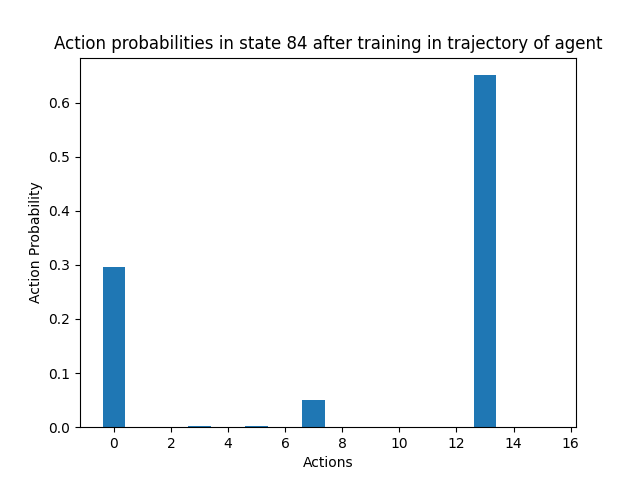 Action probabilities in state 84 after training in trajectory of agent
0.6
0.5
0.4
0.3
0.2
0.1
0.0
Action Probability
0 2 4 6 8 10 12 14 16
Actions